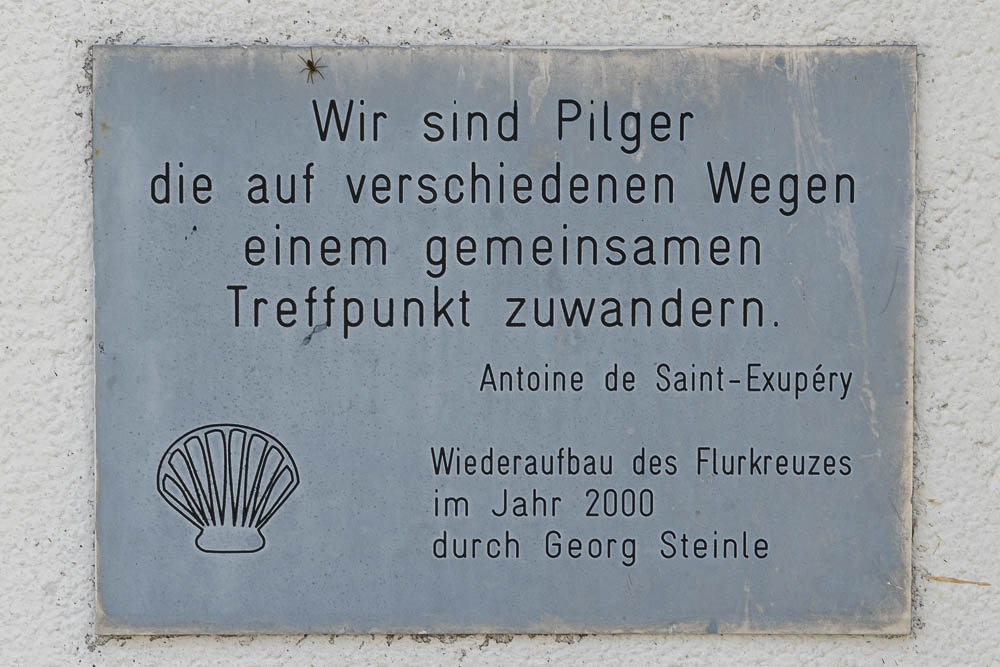 Wir sind Pilger
die auf verschiedenen Wegen
einem gemeinsamen
Treffpunkt zuwandern.
Antoine de Saint-Exupéry
Wiederaufbau des Flurkreuzes
im Jahr 2000
durch Georg Steinle